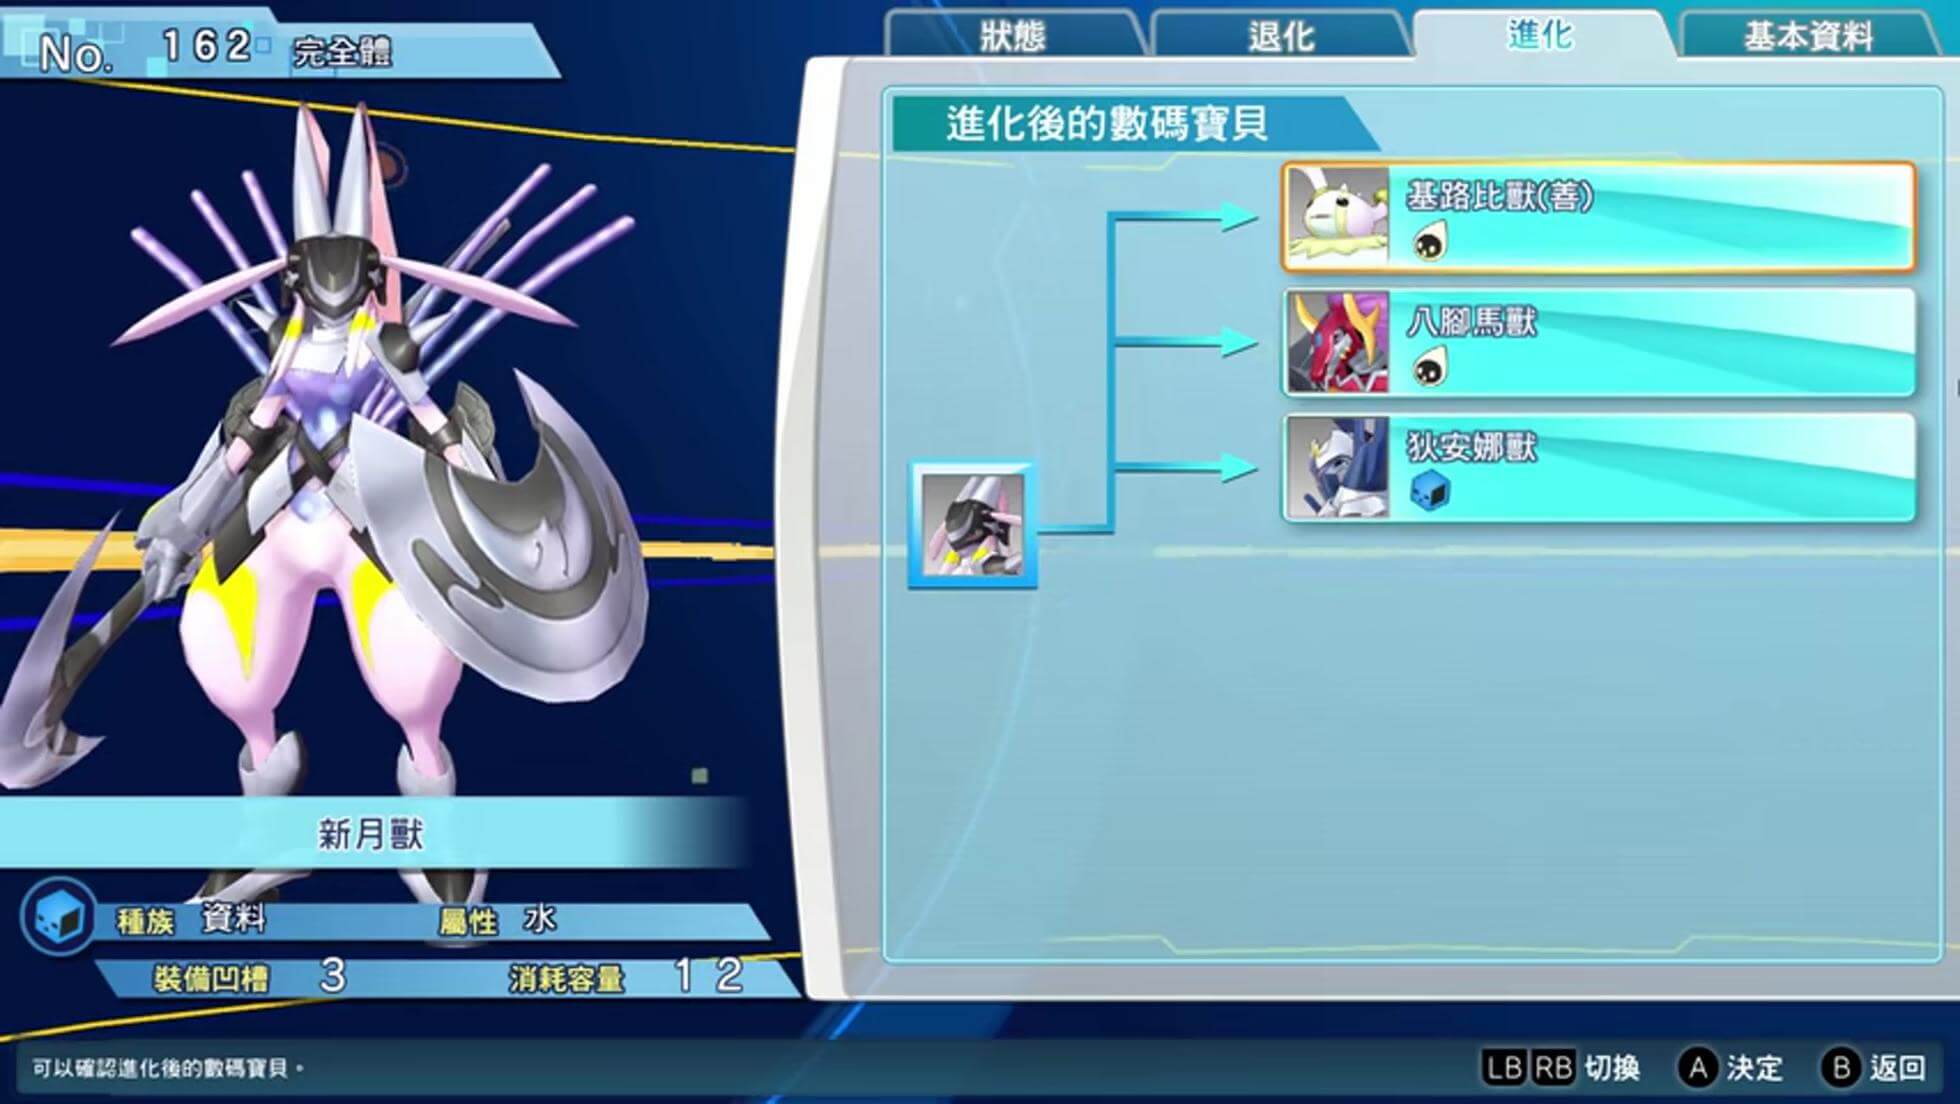 No. 162 完全體
狀態 退化 進化 基本資料
進化後的數碼寶貝
基路比獸(善)
八腳馬獸
狄安娜獸
新月獸
種族 資料 屬性 水
裝備凹槽 3 消耗容量 12
可以確認進化後的數碼寶貝。
LB RB 切換 A 決定 B 返回